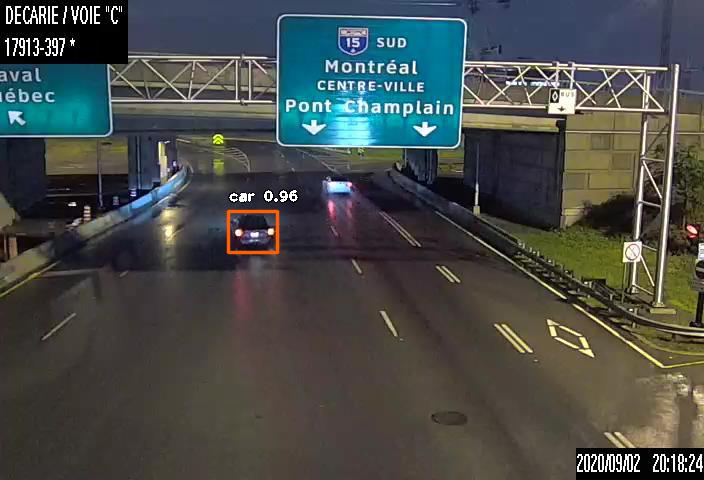 DECARIE / VOIE "C"
17913-397 *
aval
uébec
15 SUD
Montréal
CENTRE-VILLE
Pont Champlain
BUS
car 0.96
2020/09/02 20:18:24